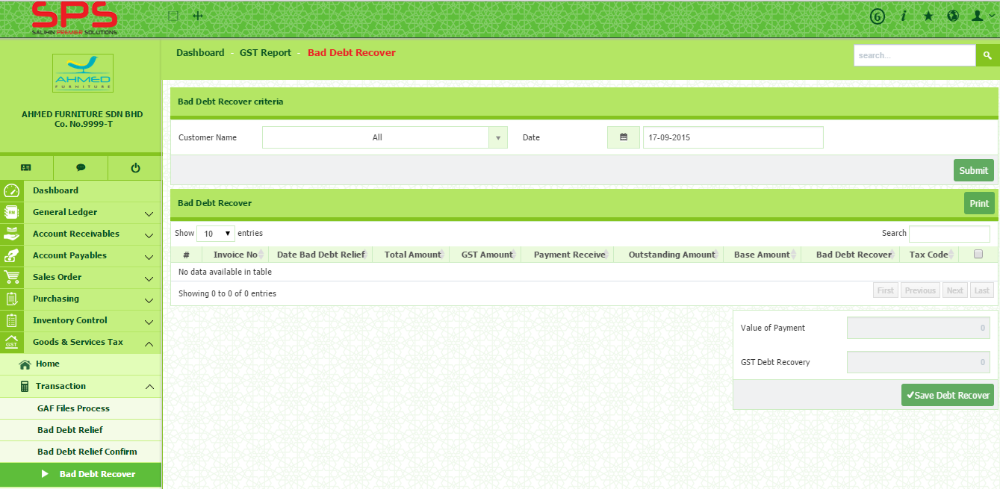 SPS
SALIHIN PREMIER SOLUTIONS
6 i
Dashboard - GST Report - Bad Debt Recover
search...
AHMED
FURNITURE
AHMED FURNITURE SDN BHD
Co. No.9999-T
Bad Debt Recover criteria
Customer Name All Date 17-09-2015
Submit
Bad Debt Recover Print
Show 10 entries Search
# Invoice No Date Bad Debt Relief Total Amount GST Amount Payment Receive Outstanding Amount Base Amount Bad Debt Recover Tax Code
No data available in table
Showing 0 to 0 of 0 entries First Previous Next Last
Value of Payment 0
GST Debt Recovery 0
Save Debt Recover
Dashboard
RM General Ledger
Account Receivables
Account Payables
Sales Order
Purchasing
Inventory Control
GST Goods & Services Tax
Home
Transaction
GAF Files Process
Bad Debt Relief
Bad Debt Relief Confirm
Bad Debt Recover